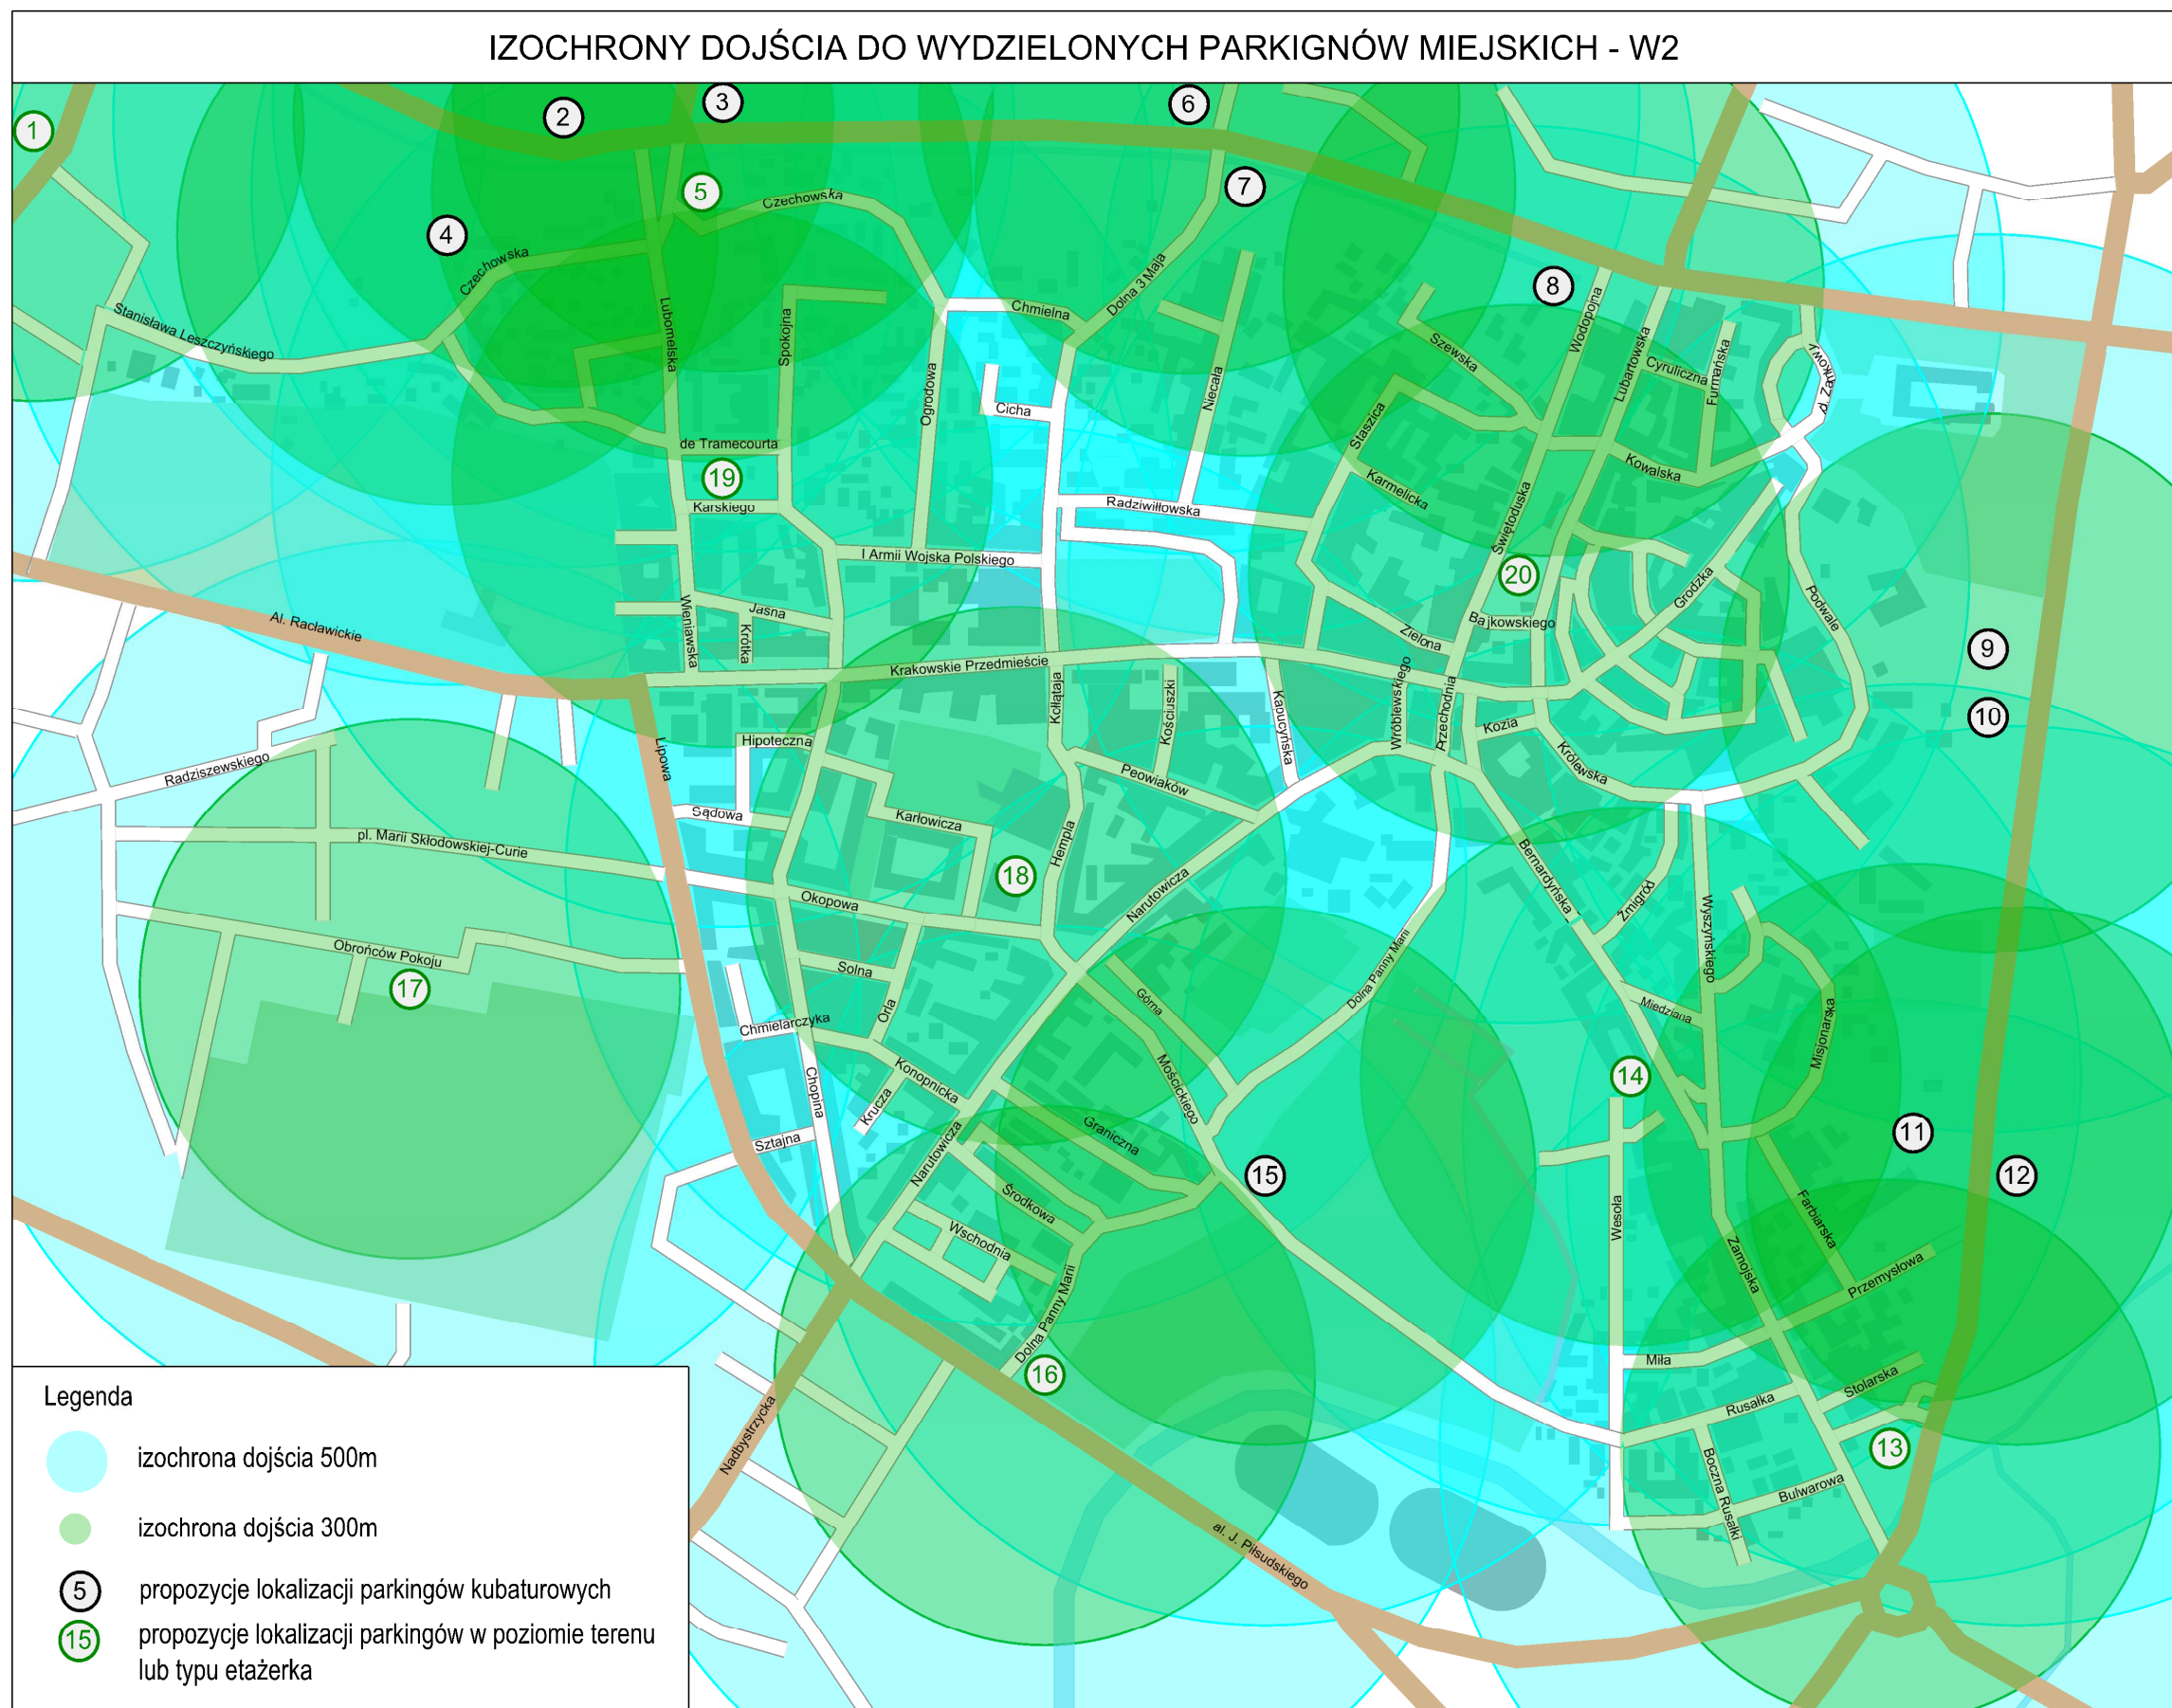 IZOCHRONY DOJŚCIA DO WYDZIELONYCH PARKIGNÓW MIEJSKICH - W2
1
2
3
6
5
7
4
8
Czechowska
Czechowska
Stanisława Leszczyńskiego
Lubomelska
Spokojna
Chmielna
Dolna 3 Maja
Ogrodowa
Cicha
Niecała
Szewska
Wodopojna
Lubartowska
Cyruliczna
Furmańska
pl. Zamkowy
Staszica
Karmelicka
Kowalska
de Tramecourta
19
Karskiego
Radziwiłłowska
I Armii Wojska Polskiego
Świętoduska
20
Grodzka
Podwale
Jasna
Krótka
Wieniawska
Al. Racławickie
Krakowskie Przedmieście
Bajkowskiego
Zielona
9
10
Kołłątaja
Kościuszki
Kapucyńska
Wróblewskiego
Przechodnia
Kozia
Królewska
Lipowa
Hipoteczna
Radziszewskiego
Peowiaków
Sądowa
Karłowicza
Hempla
pl. Marii Skłodowskiej-Curie
18
Narutowicza
Okopowa
Bernardyńska
Żmigród
Wyszyńskiego
Obrońców Pokoju
17
Solna
Orla
Górna
Dolna Panny Marii
Miedziana
Misjonarska
Chmielarczyka
Chopina
Konopnicka
Krucza
Mościckiego
14
11
12
15
Sztajna
Narutowicza
Graniczna
Środkowa
Wschodnia
Wesoła
Farbiarska
Zamojska
Przemysłowa
Dolna Panny Marii
16
Miła
Rusałka
Stolarska
13
Nadbystrzycka
Boczna Rusałki
Bulwarowa
al. J. Piłsudskiego
Legenda
izochrona dojścia 500m
izochrona dojścia 300m
5 propozycje lokalizacji parkingów kubaturowych
15 propozycje lokalizacji parkingów w poziomie terenu
lub typu etażerka